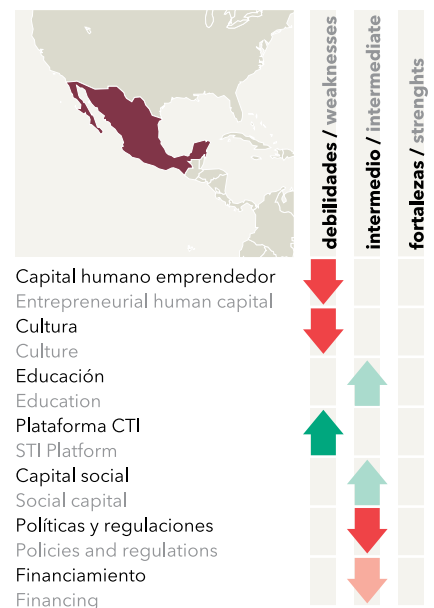 debilidades / weaknesses
intermedio / intermediate
fortalezas / strenghts
Capital humano emprendedor
Entrepreneurial human capital
Cultura
Culture
Educación
Education
Plataforma CTI
STI Platform
Capital social
Social capital
Políticas y regulaciones
Policies and regulations
Financiamiento
Financing